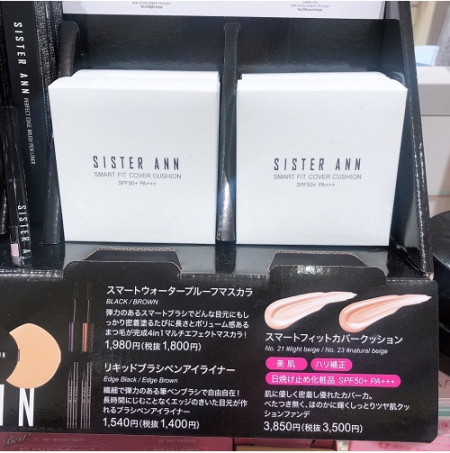 SISTER ANN
PERFECT EDGE BRUSH PEN LINER
SISTER ANN
SMART FIT COVER CUSHION
SPF50+ PA+++
SISTER ANN
SMART FIT COVER CUSHION
SPF50+ PA+++
スマートウォータープルーフマスカラ
BLACK / BROWN
弾力のあるスマートブラシでどんな目元にもし
っかり密着塗るたびに長さとボリューム感ある
まつ毛が完成4in1マルチエフェクトマスカラ!
1,980円(税抜1,800円)
リキッドブラシペンアイライナー
Edge Black / Edge Brown
繊細で弾力のある筆ペンブラシで自由自在!
長時間にじむことなくエッジのきいた目元が作
れるブラシペンアイライナー
1,540円(税抜1,400円)
スマートフィットカバークッション
No. 21 #light beige / No. 23 #natural beige
美肌
ハリ補正
日焼け止め化粧品 SPF50+ PA+++
肌に優しく密着し優れたカバー力。
べたつき無く、ほのかに輝くしっとりツヤ肌クッ
ションファンデ
3,850円(税抜3,500円)